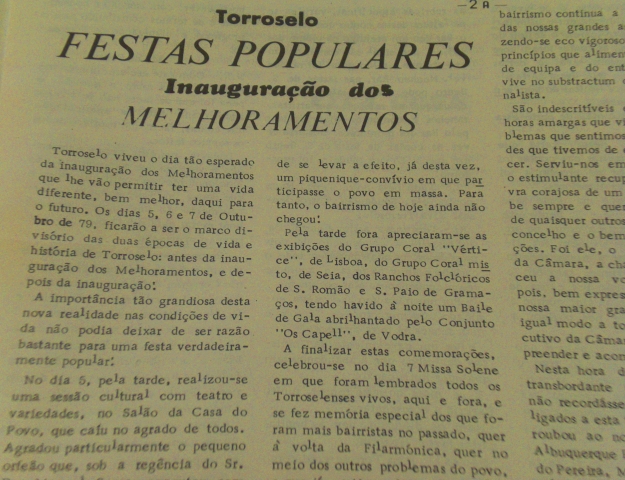 —2 A—
Torroselo
FESTAS POPULARES
Inauguração dos
MELHORAMENTOS
Torroselo viveu o dia tão esperado
da inauguração dos Melhoramentos
que lhe vão permitir ter uma vida
diferente, bem melhor, daqui para
o futuro. Os dias 5, 6 e 7 de Outu-
bro de 79, ficarão a ser o marco di-
visório das duas épocas de vida e
história de Torroselo: antes da inau-
guração dos Melhoramentos, e de-
pois da inauguração!
A importância tão grandiosa desta
nova realidade nas condições de vi-
da não podia deixar de ser razão
bastante para uma festa verdadeira-
mente popular!
No dia 5, pela tarde, realizou-se
uma sessão cultural com teatro e
variedades, no Salão da Casa do
Povo, que caíu no agrado de todos.
Agradou particularmente o pequeno
orfeão que, sob a regência do Sr.
de se levar a efeito, já desta vez,
um piquenique-convívio em que par
ticipasse o povo em massa. Para
tanto, o bairrismo de hoje ainda não
chegou!
Pela tarde fora apreciaram-se as
exibições do Grupo Coral "Vérti-
ce", de Lisboa, do Grupo Coral mis
to, de Seia, dos Ranchos Folclóricos
de S. Romão e S. Paio de Grama-
ços, tendo havido à noite um Baile
de Gala abrilhantado pelo Conjunto
"Os Capell", de Vodra.
A finalizar estas comemorações,
celebrou-se no dia 7 Missa Solene
em que foram lembrados todos os
Torroselenses vivos, aqui e fora, e
se fez memória especial dos que fo-
ram mais bairristas no passado, quer
à volta da Filarmónica, quer no
meio dos outros problemas do povo,
bairrismo continua a
das nossas grandes a
zendo-se eco vigoroso
princípios que alimen
de equipa e do ent
vive no substractum
nalista.
São indescritíveis
horas amargas que vi
blemas que sentimos
des que tivemos de
cer. Serviu-nos em
o estimulante recup
vra corajosa de um
be sempre e quer
de quaisquer outros
concelho e o bem
ções. Foi ele, o
da Câmara, a cha
ceu a nossa vo
pois, bem expres
nossa maior gra
igual modo a to
cutivo da Câmar
preender e acom
Nesta hora d
transbordante
não recordáss
ligados a esta
roubou ao no
Albuquerque
do Pereira, M